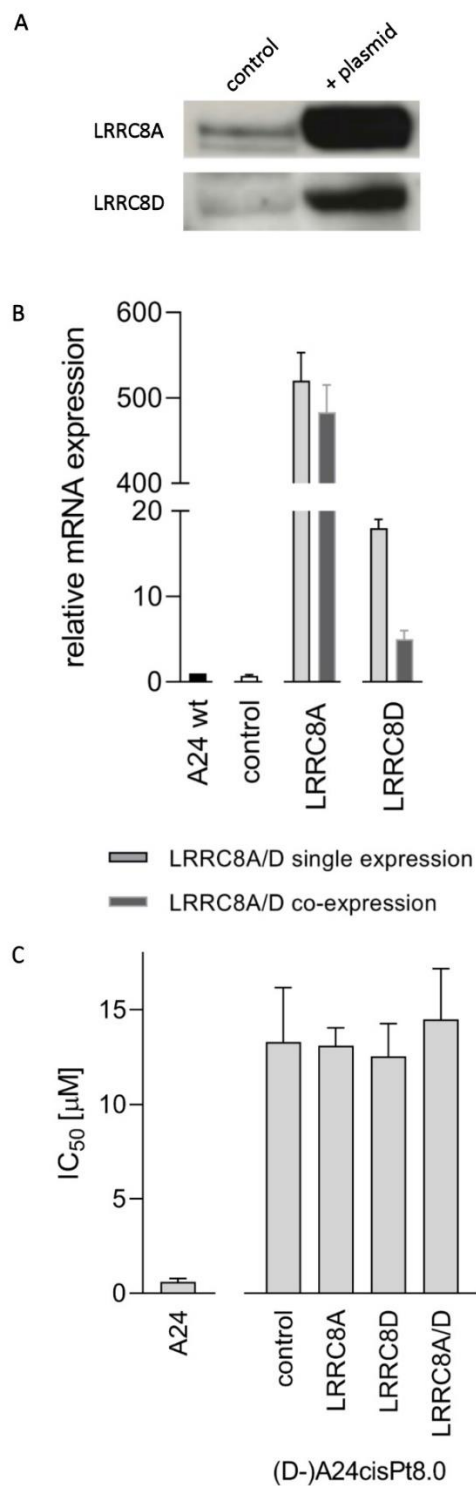 A
control
+ plasmid
LRRC8A
LRRC8D
B
relative mRNA expression
600
500
400
20
10
0
A24 wt
control
LRRC8A
LRRC8D
LRRC8A/D single expression
LRRC8A/D co-expression
C
IC50 [µM]
15
10
5
0
A24
control
LRRC8A
LRRC8D
LRRC8A/D
(D-)A24cisPt8.0